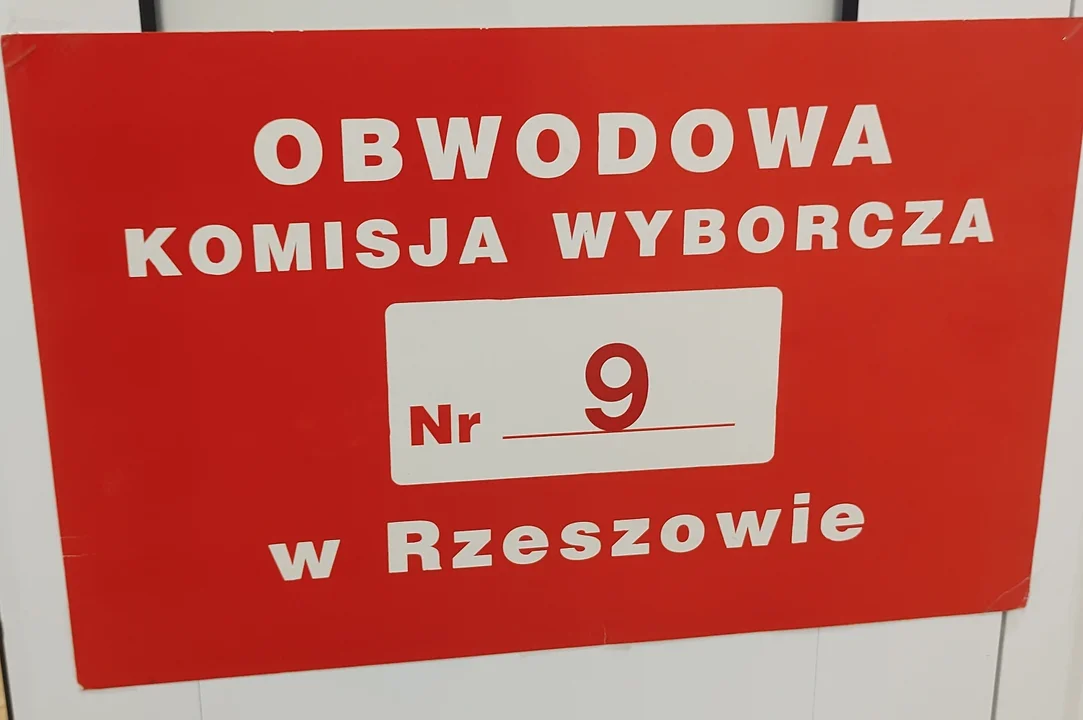 OBWODOWA
KOMISJA WYBORCZA
Nr 9
w Rzeszowie